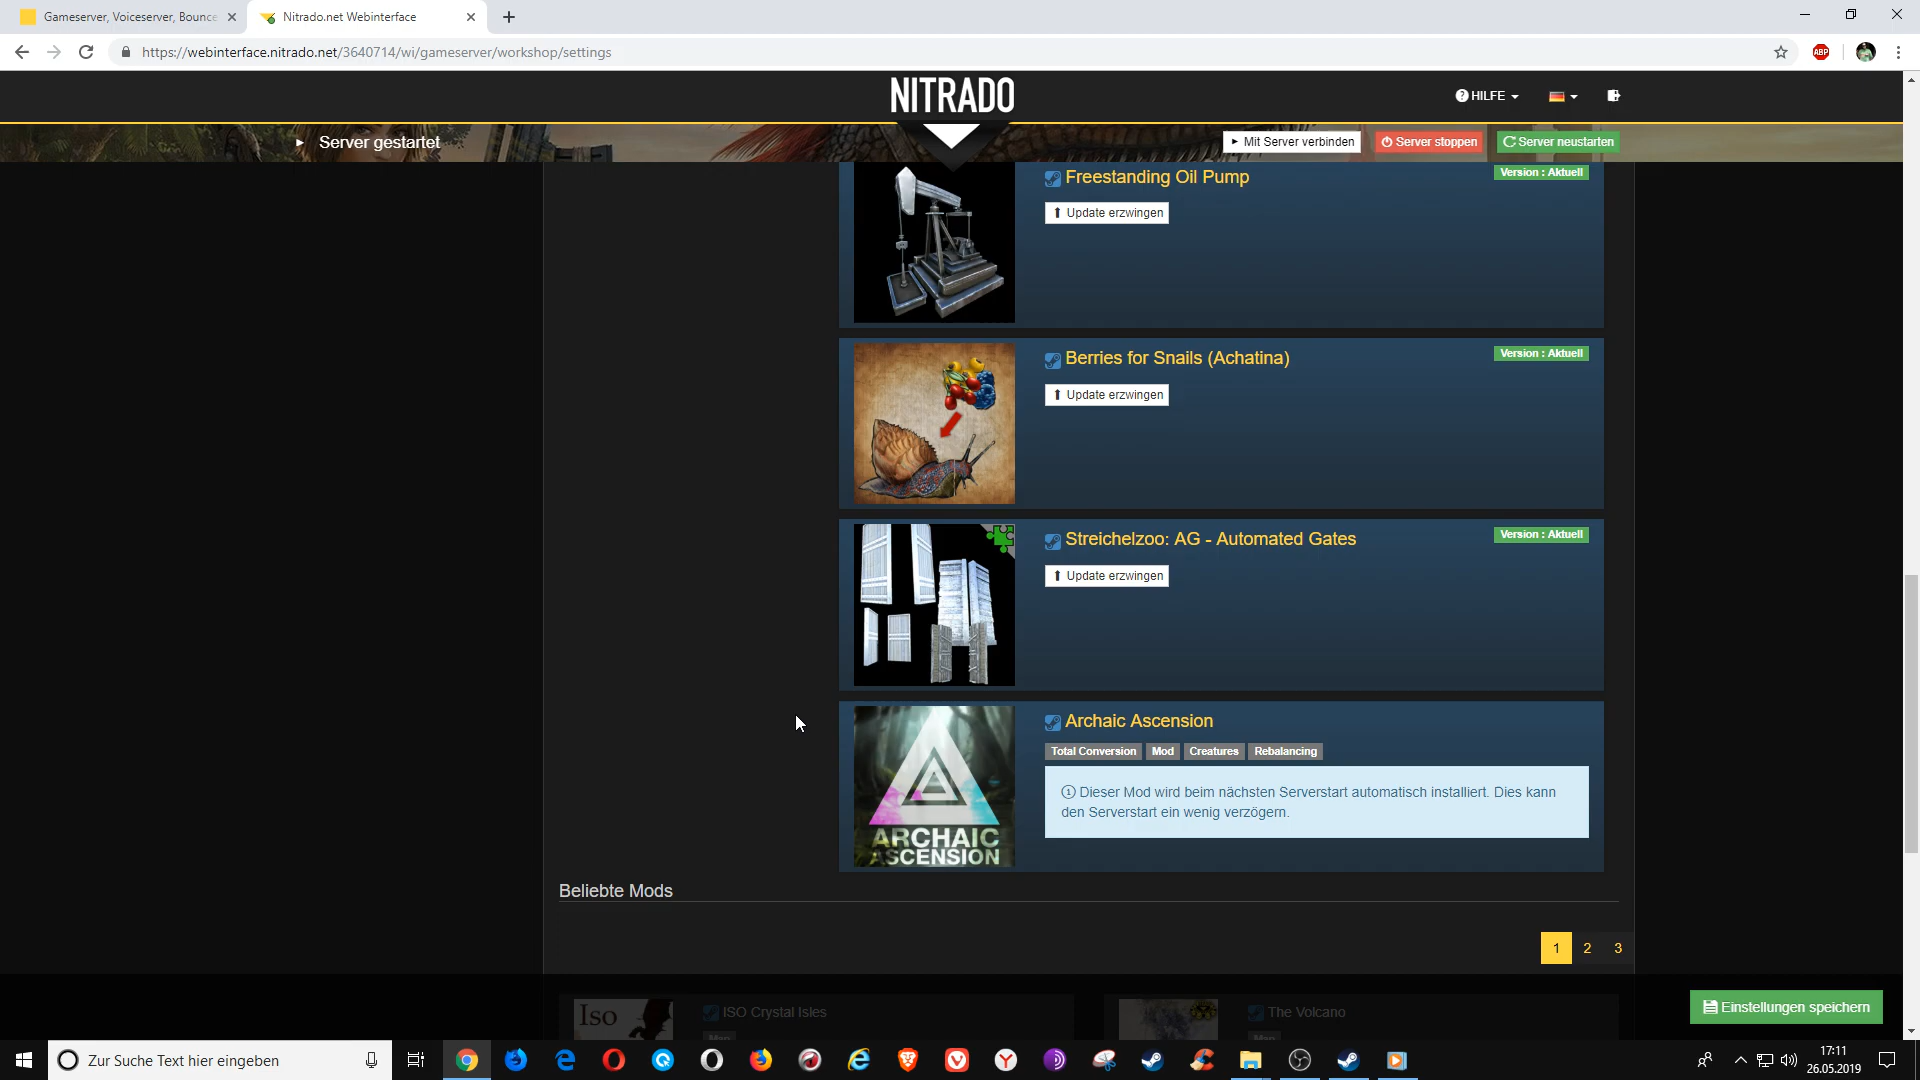 Gameserver, Voiceserver, Bounce
Nitrado.net Webinterface
https://webinterface.nitrado.net/3640714/wi/gameserver/workshop/settings
ABP
NITRADO
HILFE
Server gestartet
Mit Server verbinden
Server stoppen
Server neustarten
Freestanding Oil Pump
Version : Aktuell
Update erzwingen
Berries for Snails (Achatina)
Version : Aktuell
Update erzwingen
Streichelzoo: AG - Automated Gates
Version : Aktuell
Update erzwingen
Archaic Ascension
Total Conversion
Mod
Creatures
Rebalancing
Dieser Mod wird beim nächsten Serverstart automatisch installiert. Dies kann
den Serverstart ein wenig verzögern.
ARCHAIC
ASCENSION
Beliebte Mods
1 2 3
Iso
ISO Crystal Isles
Map
The Volcano
Map
Einstellungen speichern
Zur Suche Text hier eingeben
17:11
26.05.2019